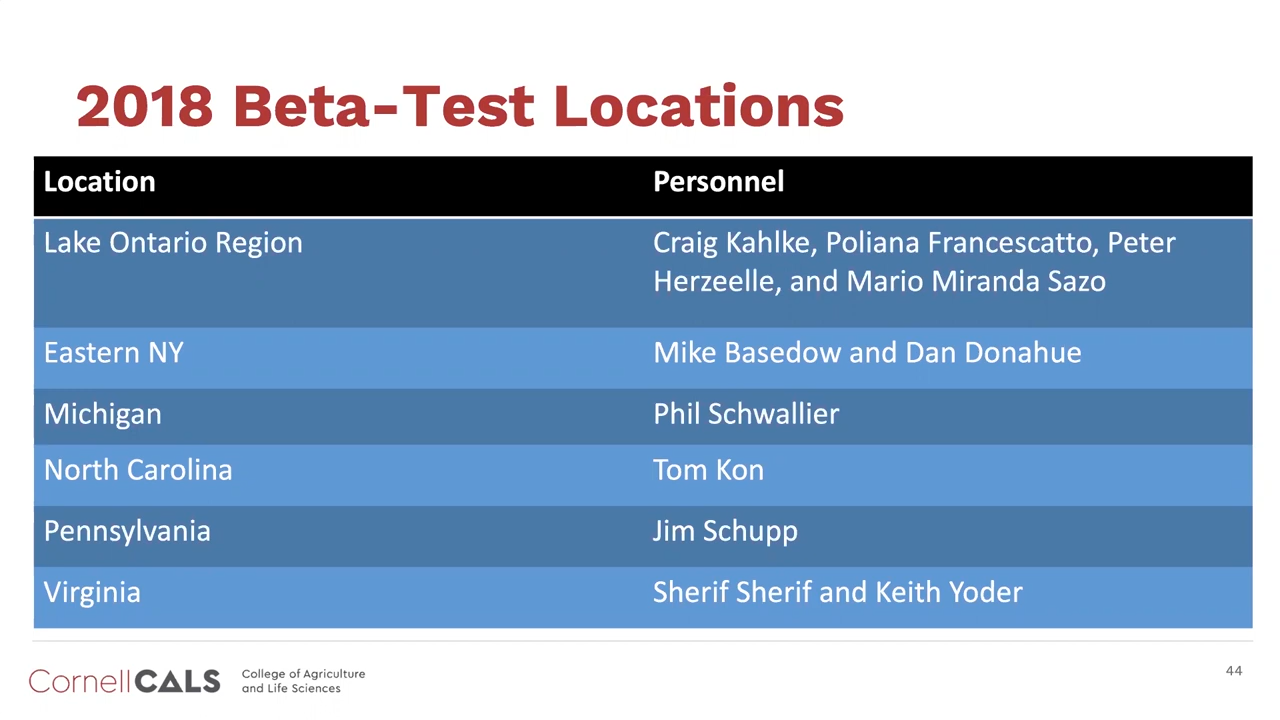 2018 Beta-Test Locations
Location
Personnel
Lake Ontario Region
Craig Kahlke, Poliana Francescatto, Peter
Herzeelle, and Mario Miranda Sazo
Eastern NY
Mike Basedow and Dan Donahue
Michigan
Phil Schwallier
North Carolina
Tom Kon
Pennsylvania
Jim Schupp
Virginia
Sherif Sherif and Keith Yoder
CornellCALS
College of Agriculture
and Life Sciences
44